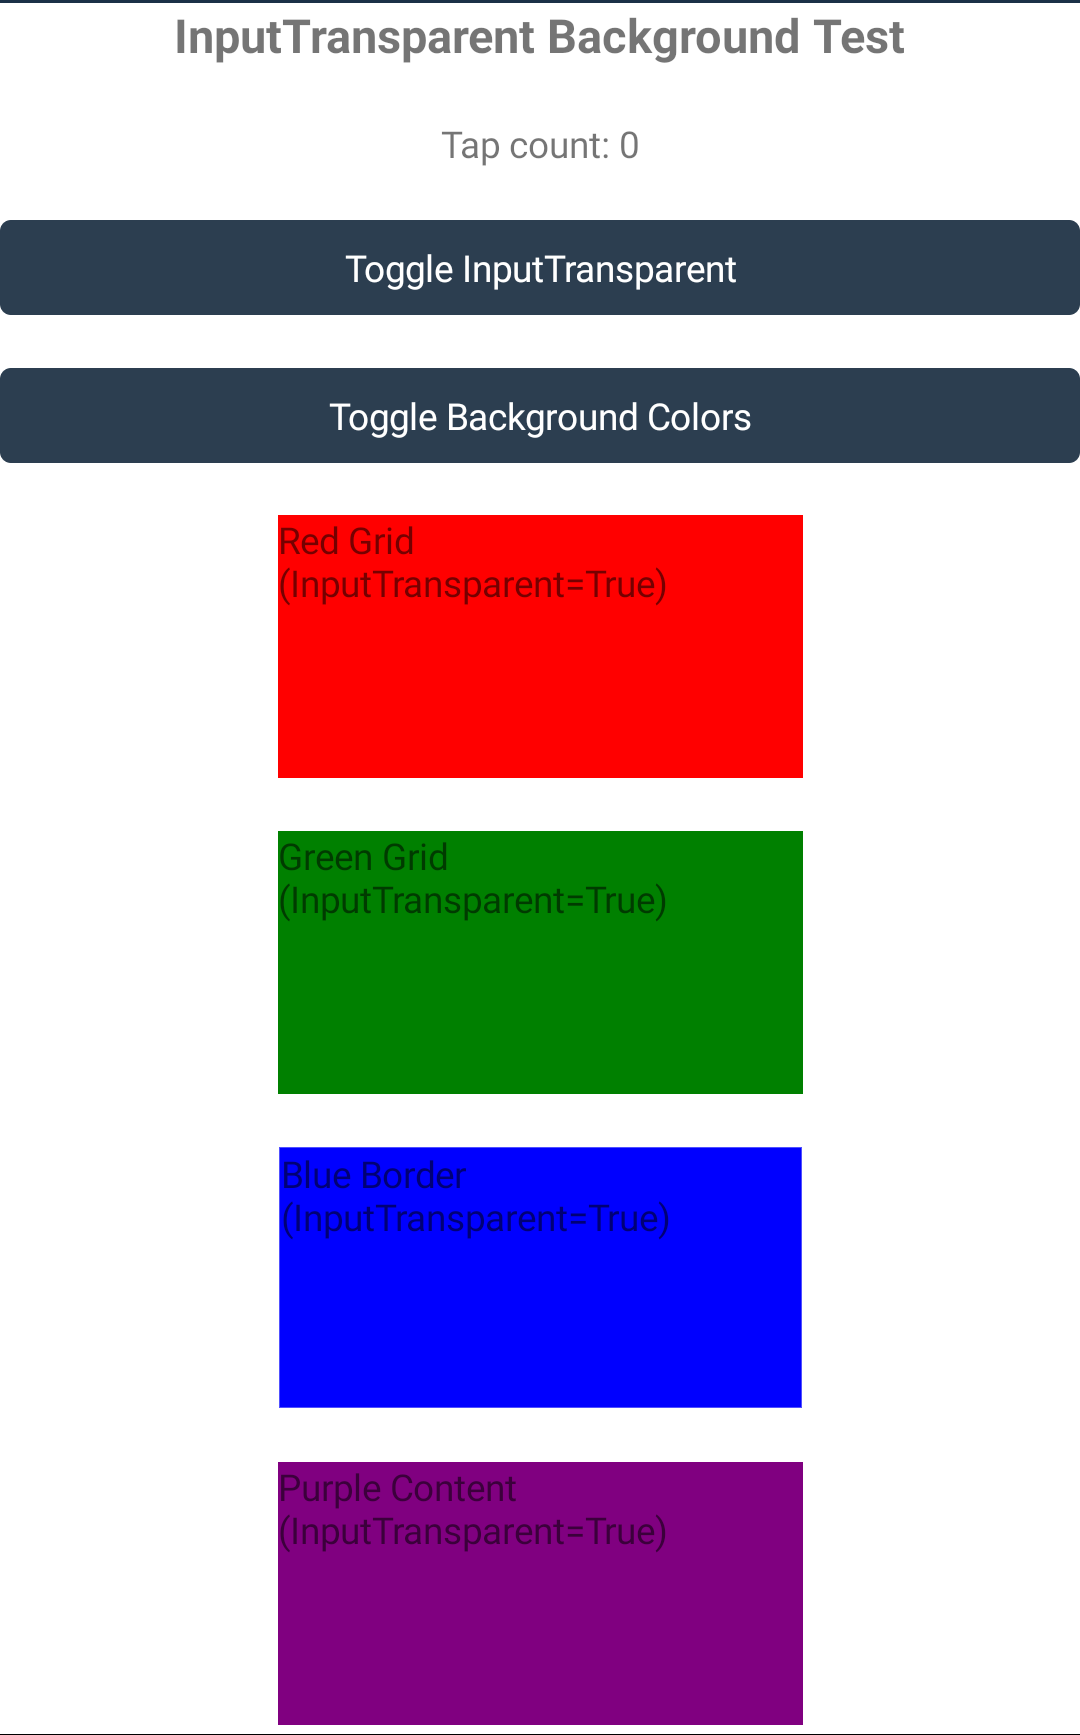 InputTransparent Background Test
Tap count: 0
Toggle InputTransparent
Toggle Background Colors
Red Grid
(InputTransparent=True)
Green Grid
(InputTransparent=True)
Blue Border
(InputTransparent=True)
Purple Content
(InputTransparent=True)